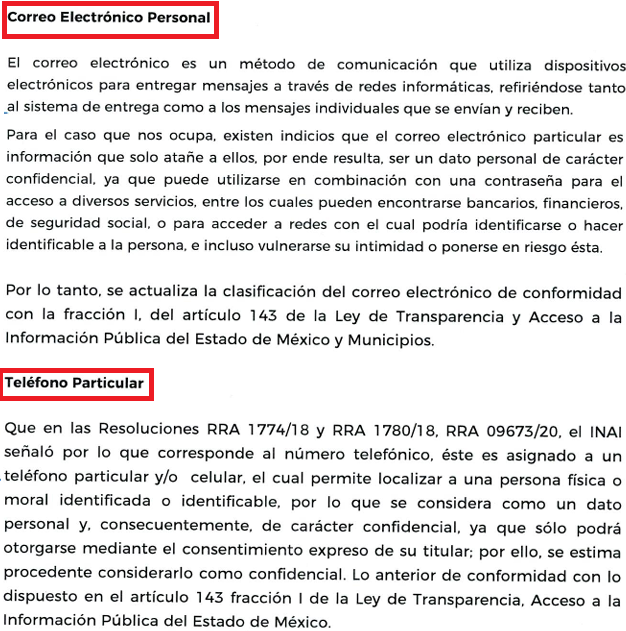 Correo Electrónico Personal
El correo electrónico es un método de comunicación que utiliza dispositivos
electrónicos para entregar mensajes a través de redes informáticas, refiriéndose tanto
al sistema de entrega como a los mensajes individuales que se envían y reciben.
Para el caso que nos ocupa, existen indicios que el correo electrónico particular es
información que solo atañe a ellos, por ende resulta, ser un dato personal de carácter
confidencial, ya que puede utilizarse en combinación con una contraseña para el
acceso a diversos servicios, entre los cuales pueden encontrarse bancarios, financieros,
de seguridad social, o para acceder a redes con el cual podría identificarse o hacer
identificable a la persona, e incluso vulnerarse su intimidad o ponerse en riesgo ésta.
Por lo tanto, se actualiza la clasificación del correo electrónico de conformidad
con la fracción I, del artículo 143 de la Ley de Transparencia y Acceso a la
Información Pública del Estado de México y Municipios.
Teléfono Particular
Que en las Resoluciones RRA 1774/18 y RRA 1780/18, RRA 09673/20, el INAI
señaló por lo que corresponde al número telefónico, éste es asignado a un
teléfono particular y/o celular, el cual permite localizar a una persona física o
moral identificada o identificable, por lo que se considera como un dato
personal y, consecuentemente, de carácter confidencial, ya que sólo podrá
otorgarse mediante el consentimiento expreso de su titular; por ello, se estima
procedente considerarlo como confidencial. Lo anterior de conformidad con lo
dispuesto en el artículo 143 fracción I de la Ley de Transparencia, Acceso a la
Información Pública del Estado de México.